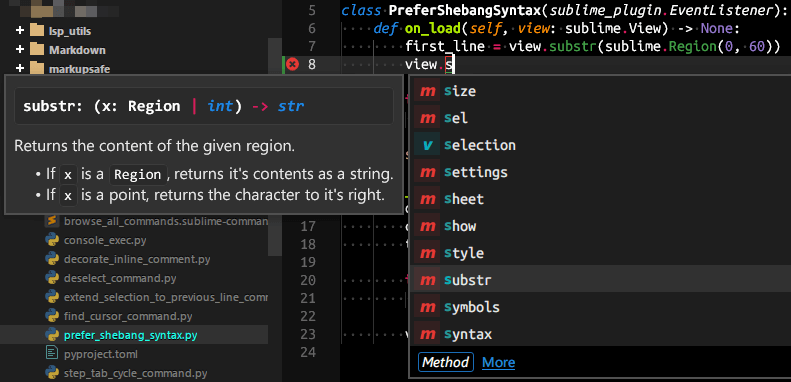 lsp_utils
Markdown
markupsafe
5 class PreferShebangSyntax(sublime_plugin.EventListener):
6 def on_load(self, view: sublime.View) -> None:
7 first_line = view.substr(sublime.Region(0, 60))
8 view.s
substr: (x: Region | int) -> str
Returns the content of the given region.
• If x is a Region, returns it's contents as a string.
• If x is a point, returns the character to it's right.
m size
m sel
v selection
m settings
m sheet
m show
m style
m substr
m symbols
m syntax
Method More
browse_all_commands.sublime-comman
console_exec.py
decorate_inline_comment.py
deselect_command.py
extend_selection_to_previous_line_com
find_cursor_command.py
prefer_shebang_syntax.py
pyproject.toml
step_tab_cycle_command.py
17
18
19
20
21
22
23 v
24